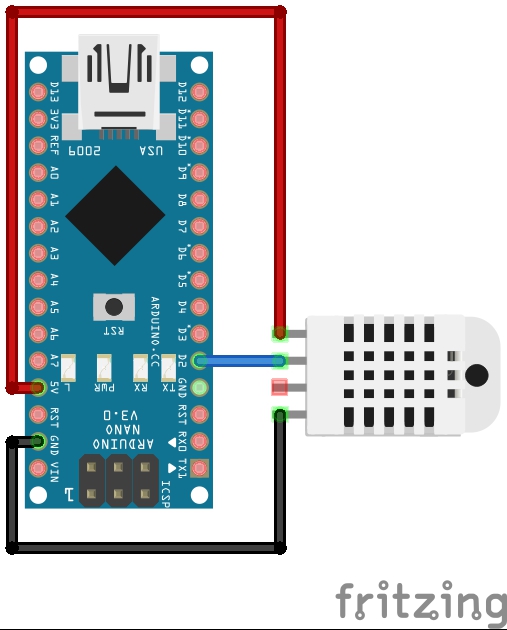 D13
3V3
REF
A0
A1
A2
A3
A4
A5
A6
A7
5V
RST
GND
VIN
D12
D11
D10
D9
D8
D7
D6
D5
D4
D3
D2
GND
RST
RX0
TX1
2009
USA
RST
ARDUINO.CC
L
PWR
RX
TX
ARDUINO
NANO
V3.0
ICSP
1
fritzing